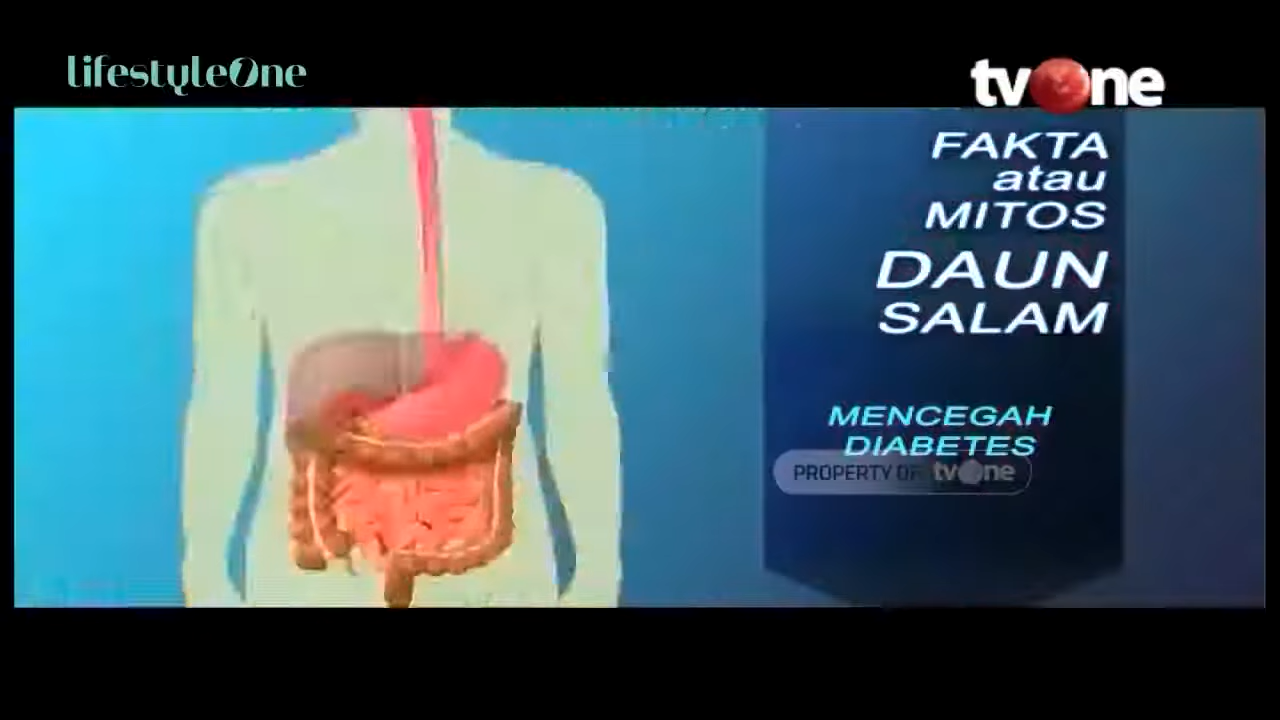 lifestyleOne
tvOne
FAKTA
atau
MITOS
DAUN
SALAM
MENCEGAH
DIABETES
PROPERTY OF tvOne